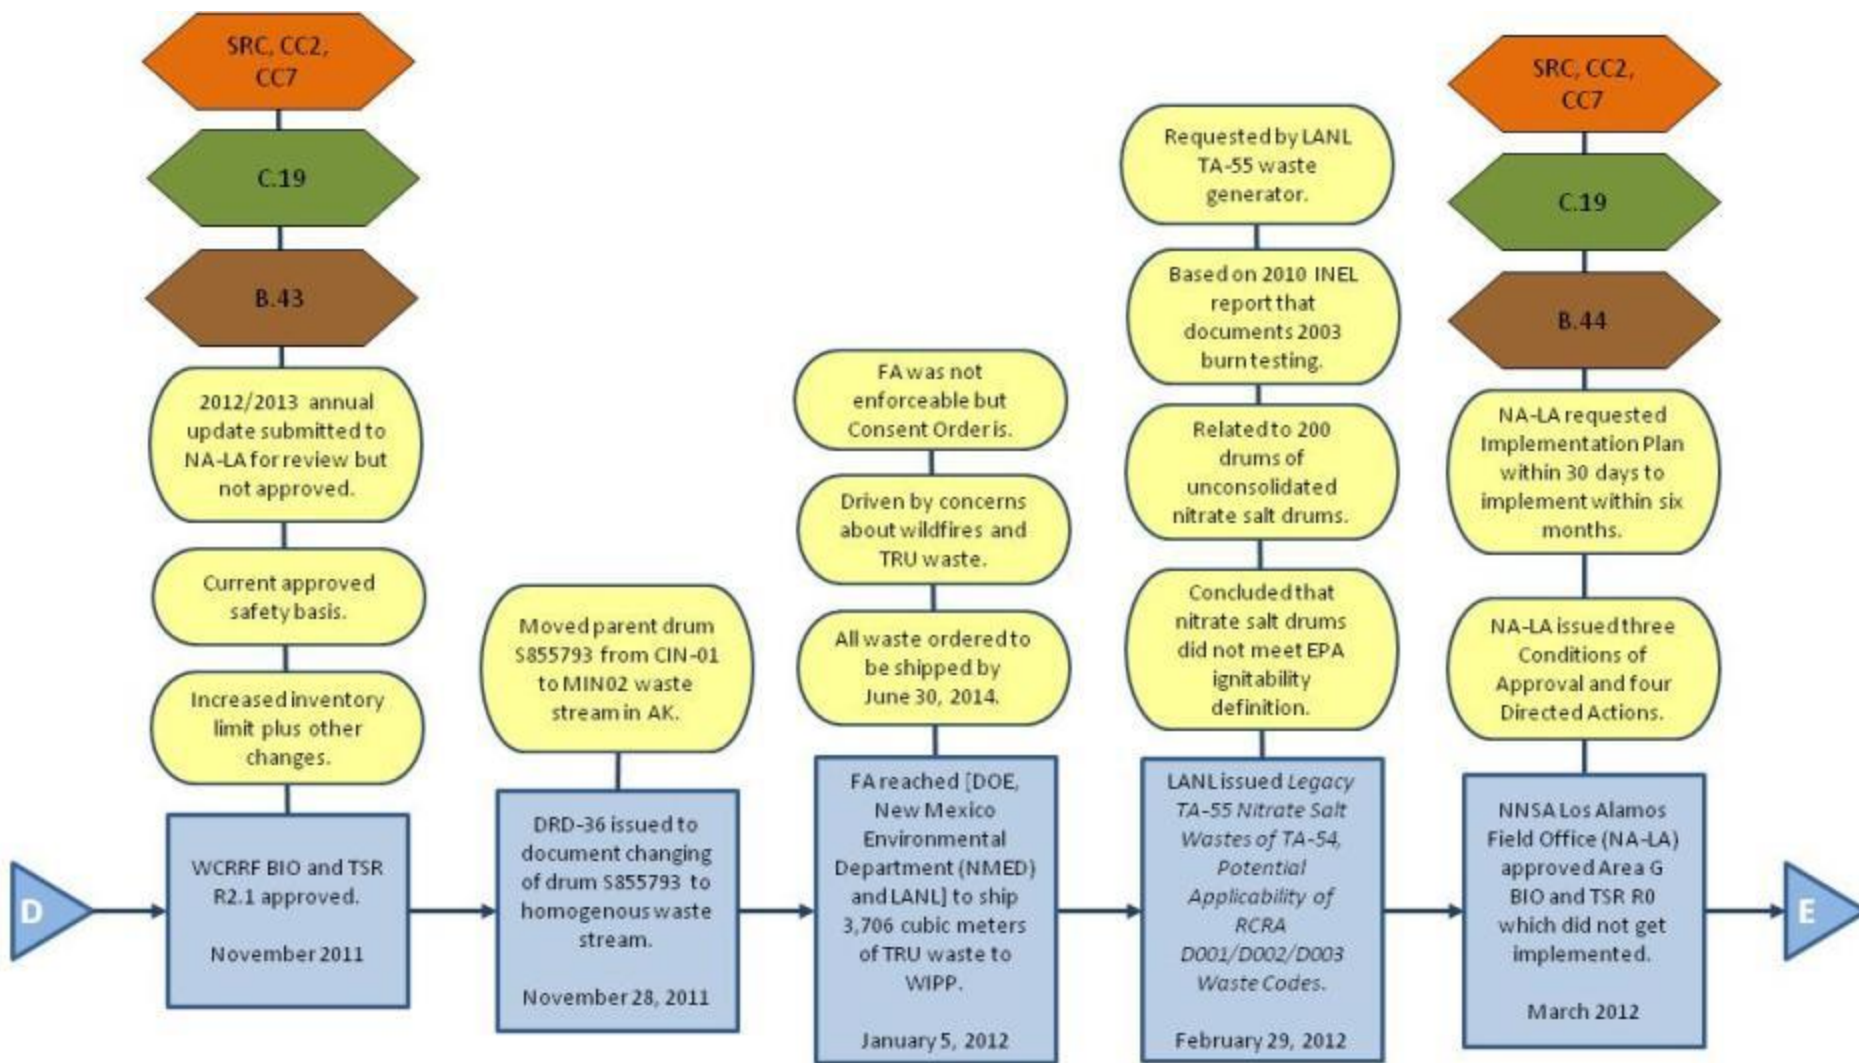 SRC, CC2,
CC7
C.19
B.43
2012/2013 annual
update submitted to
NA-LA for review but
not approved.
Current approved
safety basis.
Increased inventory
limit plus other
changes.
D
WCRRF BIO and TSR
R2.1 approved.
November 2011
Moved parent drum
S855793 from CIN-01
to MIN02 waste
stream in AK.
DRD-36 issued to
document changing
of drum S855793 to
homogenous waste
stream.
November 28, 2011
FA was not
enforceable but
Consent Order is.
Driven by concerns
about wildfires and
TRU waste.
All waste ordered to
be shipped by
June 30, 2014.
FA reached [DOE,
New Mexico
Environmental
Department (NMED)
and LANL] to ship
3,706 cubic meters
of TRU waste to
WIPP.
January 5, 2012
Requested by LANL
TA-55 waste
generator.
Based on 2010 INEL
report that
documents 2003
burn testing.
Related to 200
drums of
unconsolidated
nitrate salt drums.
Concluded that
nitrate salt drums
did not meet EPA
ignitability
definition.
LANL issued Legacy
TA-55 Nitrate Salt
Wastes of TA-54,
Potential
Applicability of
RCRA
D001/D002/D003
Waste Codes.
February 29, 2012
SRC, CC2,
CC7
C.19
B.44
NA-LA requested
Implementation Plan
within 30 days to
implement within six
months.
NA-LA issued three
Conditions of
Approval and four
Directed Actions.
NNSA Los Alamos
Field Office (NA-LA)
approved Area G
BIO and TSR R0
which did not get
implemented.
March 2012
E